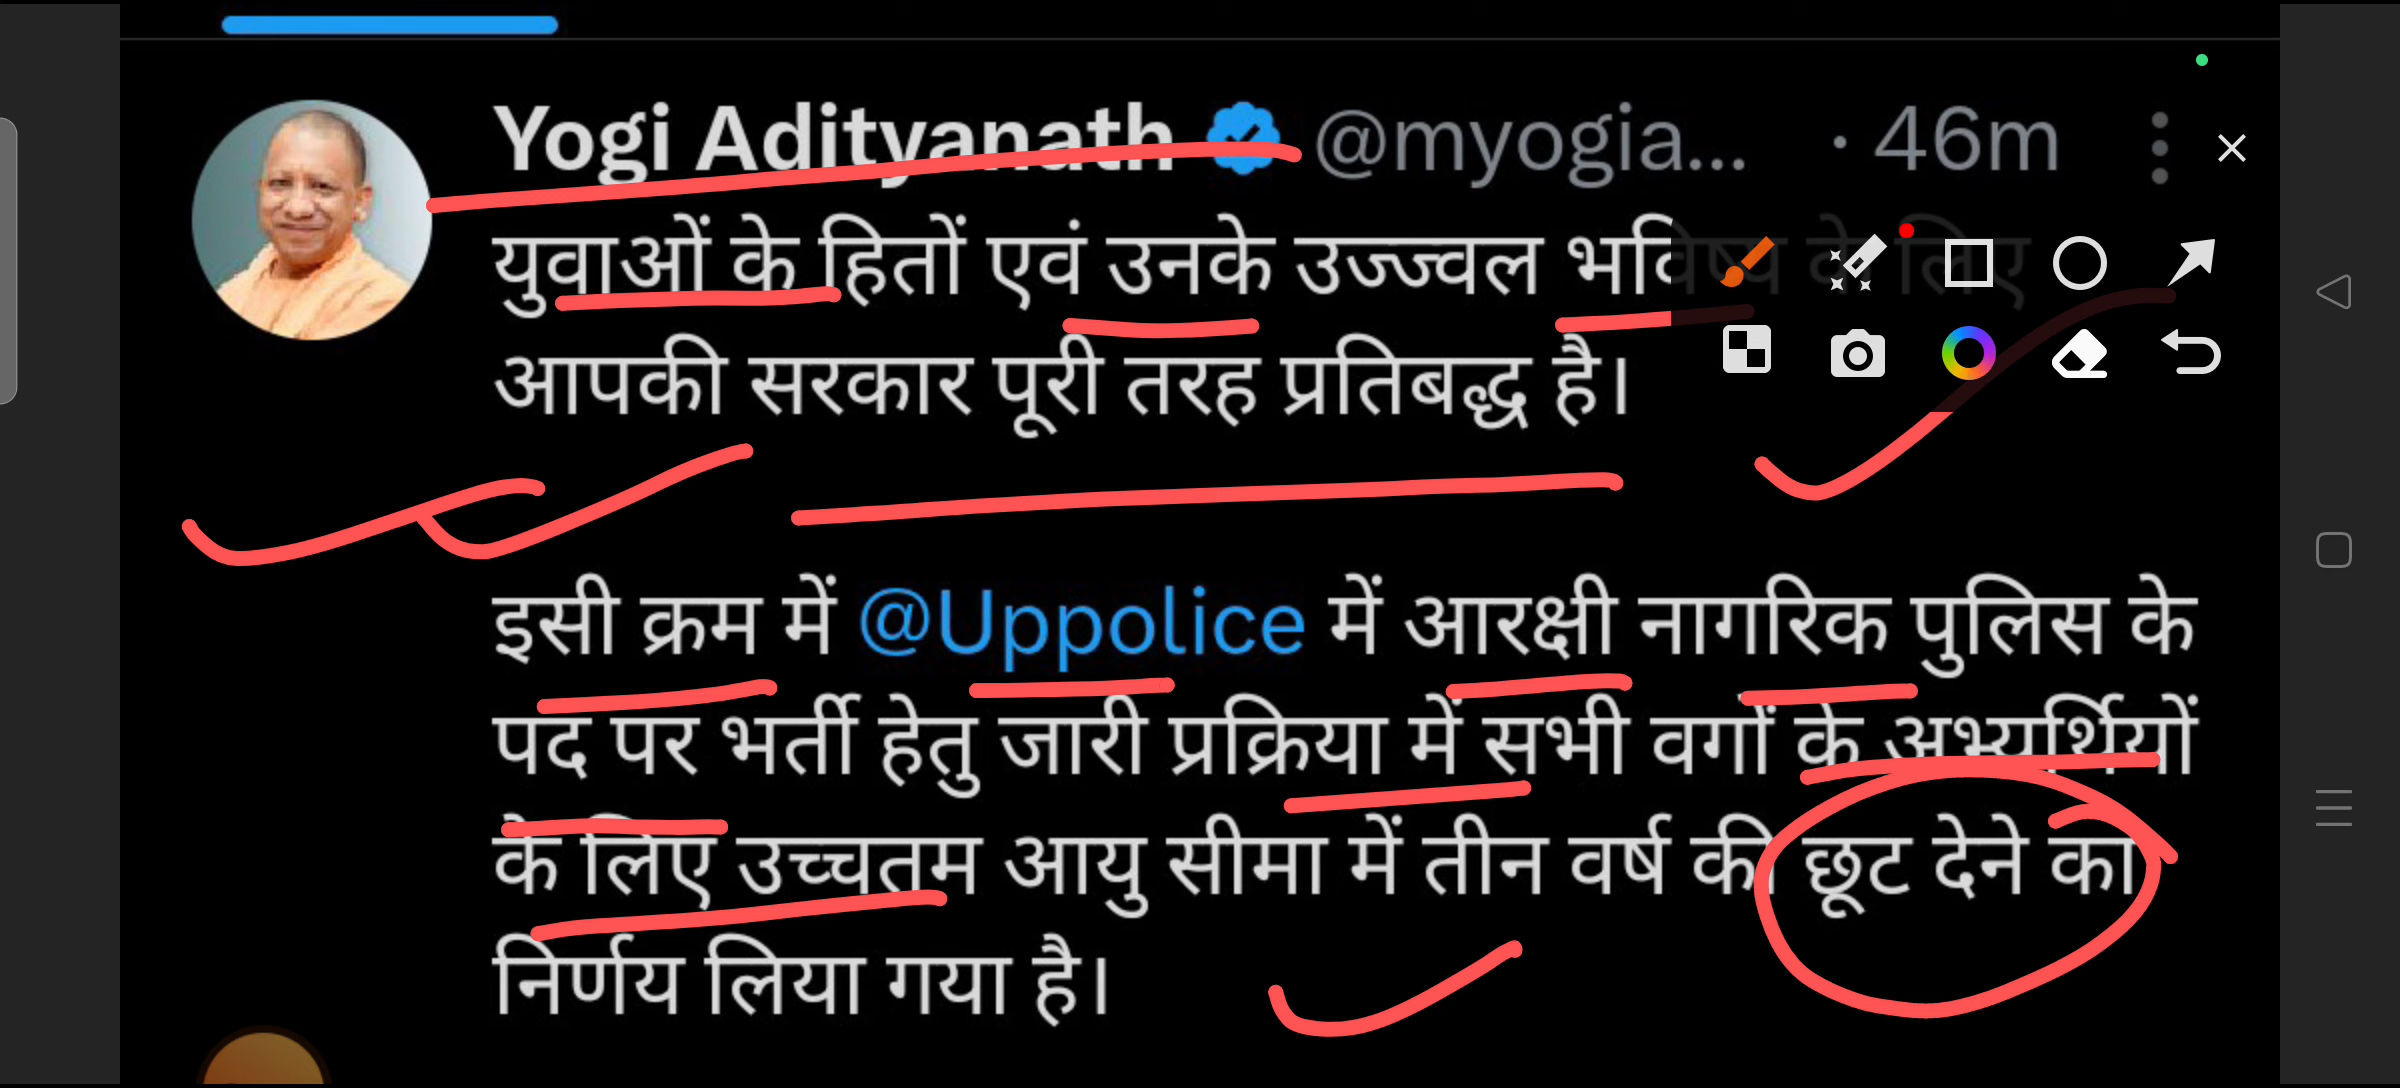 Yogi Adityanath @myogia... · 46m
युवाओं के हितों एवं उनके उज्ज्वल भविष्य के लिए
आपकी सरकार पूरी तरह प्रतिबद्ध है।
इसी क्रम में @Uppolice में आरक्षी नागरिक पुलिस के
पद पर भर्ती हेतु जारी प्रक्रिया में सभी वर्गों के अभ्यर्थियों
के लिए उच्चतम आयु सीमा में तीन वर्ष की छूट देने का
निर्णय लिया गया है।